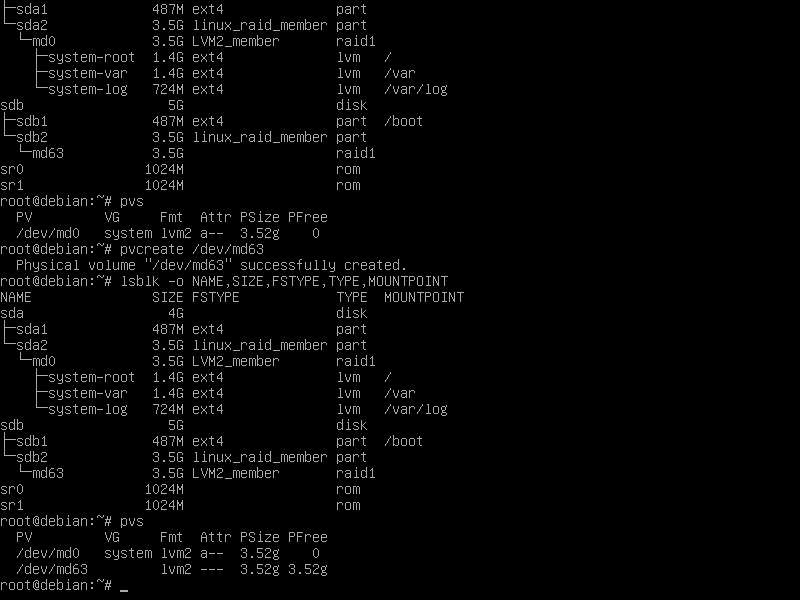 ├─sda1             487M ext4              part
└─sda2             3.5G linux_raid_member part
  └─md0            3.5G LVM2_member       raid1
    ├─system-root  1.4G ext4              lvm   /
    ├─system-var   1.4G ext4              lvm   /var
    └─system-log   724M ext4              lvm   /var/log
sdb                  5G                   disk
├─sdb1             487M ext4              part  /boot
└─sdb2             3.5G linux_raid_member part
  └─md63           3.5G                   raid1
sr0               1024M                   rom
sr1               1024M                   rom
root@debian:~# pvs
  PV         VG     Fmt  Attr PSize PFree
  /dev/md0   system lvm2 a--  3.52g    0
root@debian:~# pvcreate /dev/md63
  Physical volume "/dev/md63" successfully created.
root@debian:~# lsblk -o NAME,SIZE,FSTYPE,TYPE,MOUNTPOINT
NAME               SIZE FSTYPE            TYPE  MOUNTPOINT
sda                  4G                   disk
├─sda1             487M ext4              part
└─sda2             3.5G linux_raid_member part
  └─md0            3.5G LVM2_member       raid1
    ├─system-root  1.4G ext4              lvm   /
    ├─system-var   1.4G ext4              lvm   /var
    └─system-log   724M ext4              lvm   /var/log
sdb                  5G                   disk
├─sdb1             487M ext4              part  /boot
└─sdb2             3.5G linux_raid_member part
  └─md63           3.5G LVM2_member       raid1
sr0               1024M                   rom
sr1               1024M                   rom
root@debian:~# pvs
  PV         VG     Fmt  Attr PSize PFree
  /dev/md0   system lvm2 a--  3.52g    0
  /dev/md63         lvm2 ---  3.52g 3.52g
root@debian:~# _